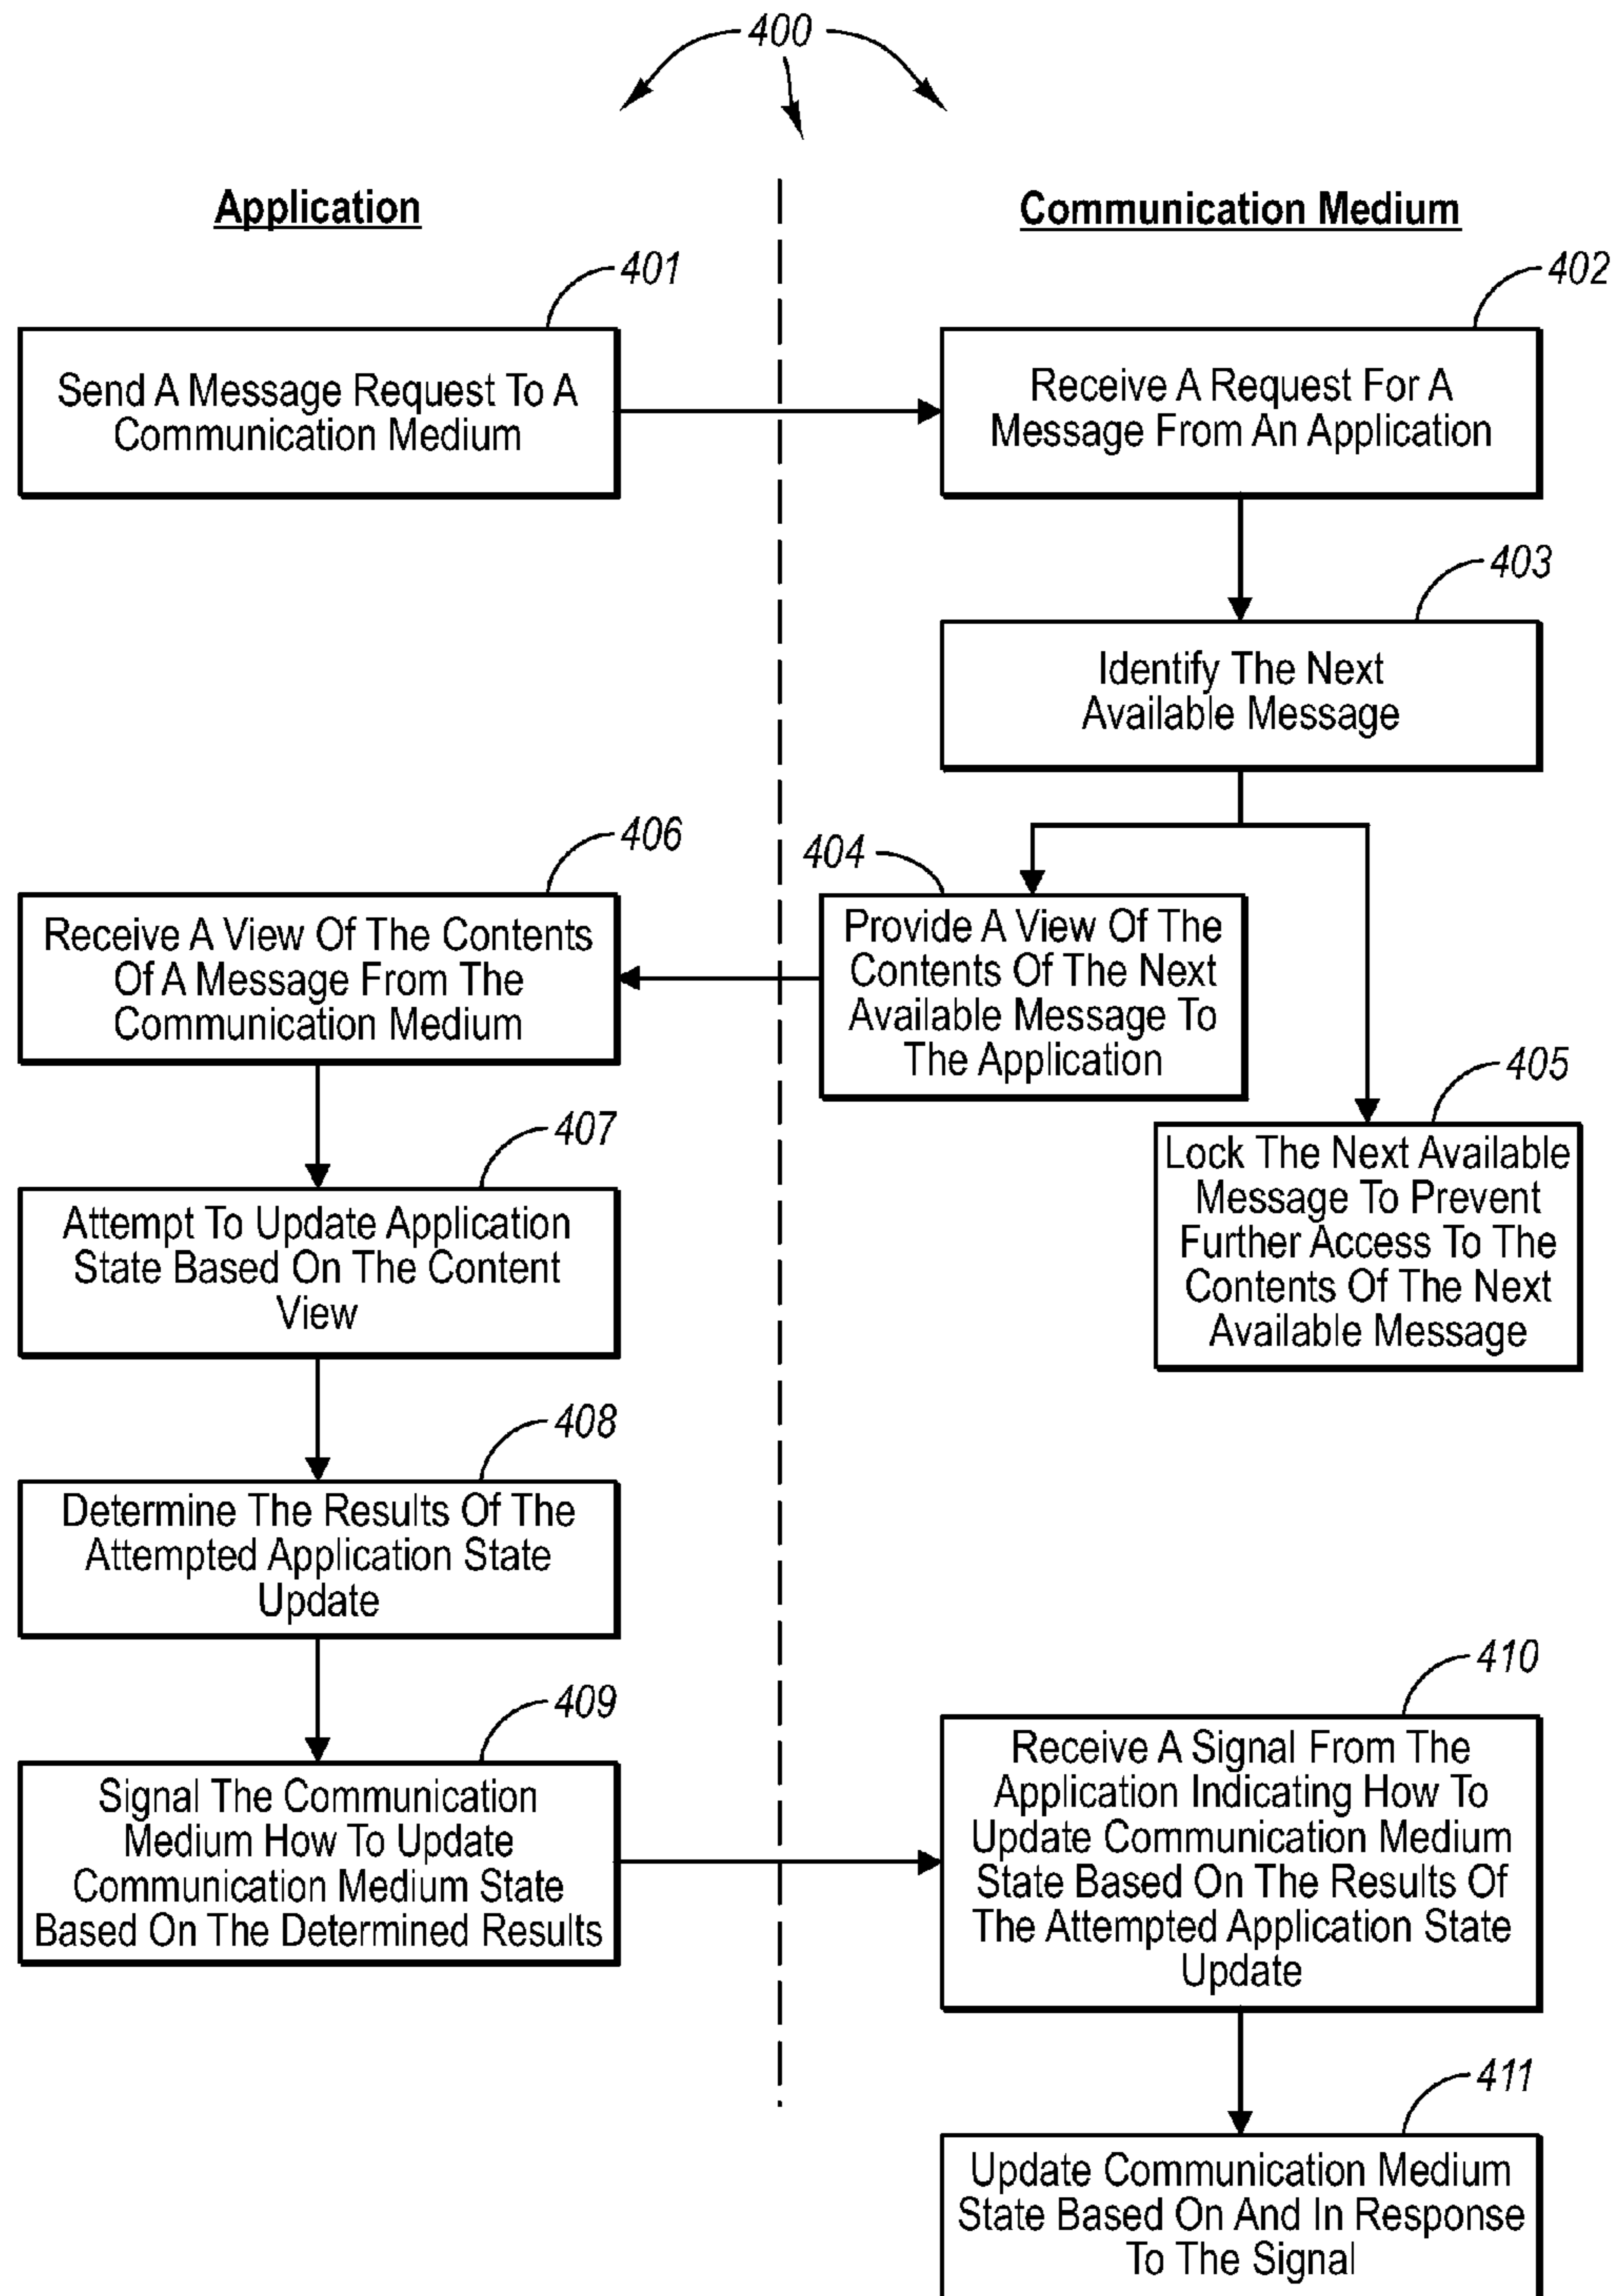 400
Application
Communication Medium
401
Send A Message Request To A
Communication Medium
402
Receive A Request For A
Message From An Application
403
Identify The Next
Available Message
404
Provide A View Of The
Contents Of The Next
Available Message To
The Application
405
Lock The Next Available
Message To Prevent
Further Access To The
Contents Of The Next
Available Message
406
Receive A View Of The Contents
Of A Message From The
Communication Medium
407
Attempt To Update Application
State Based On The Content
View
408
Determine The Results Of The
Attempted Application State
Update
409
Signal The Communication
Medium How To Update
Communication Medium State
Based On The Determined Results
410
Receive A Signal From The
Application Indicating How To
Update Communication Medium
State Based On The Results Of
The Attempted Application State
Update
411
Update Communication Medium
State Based On And In Response
To The Signal